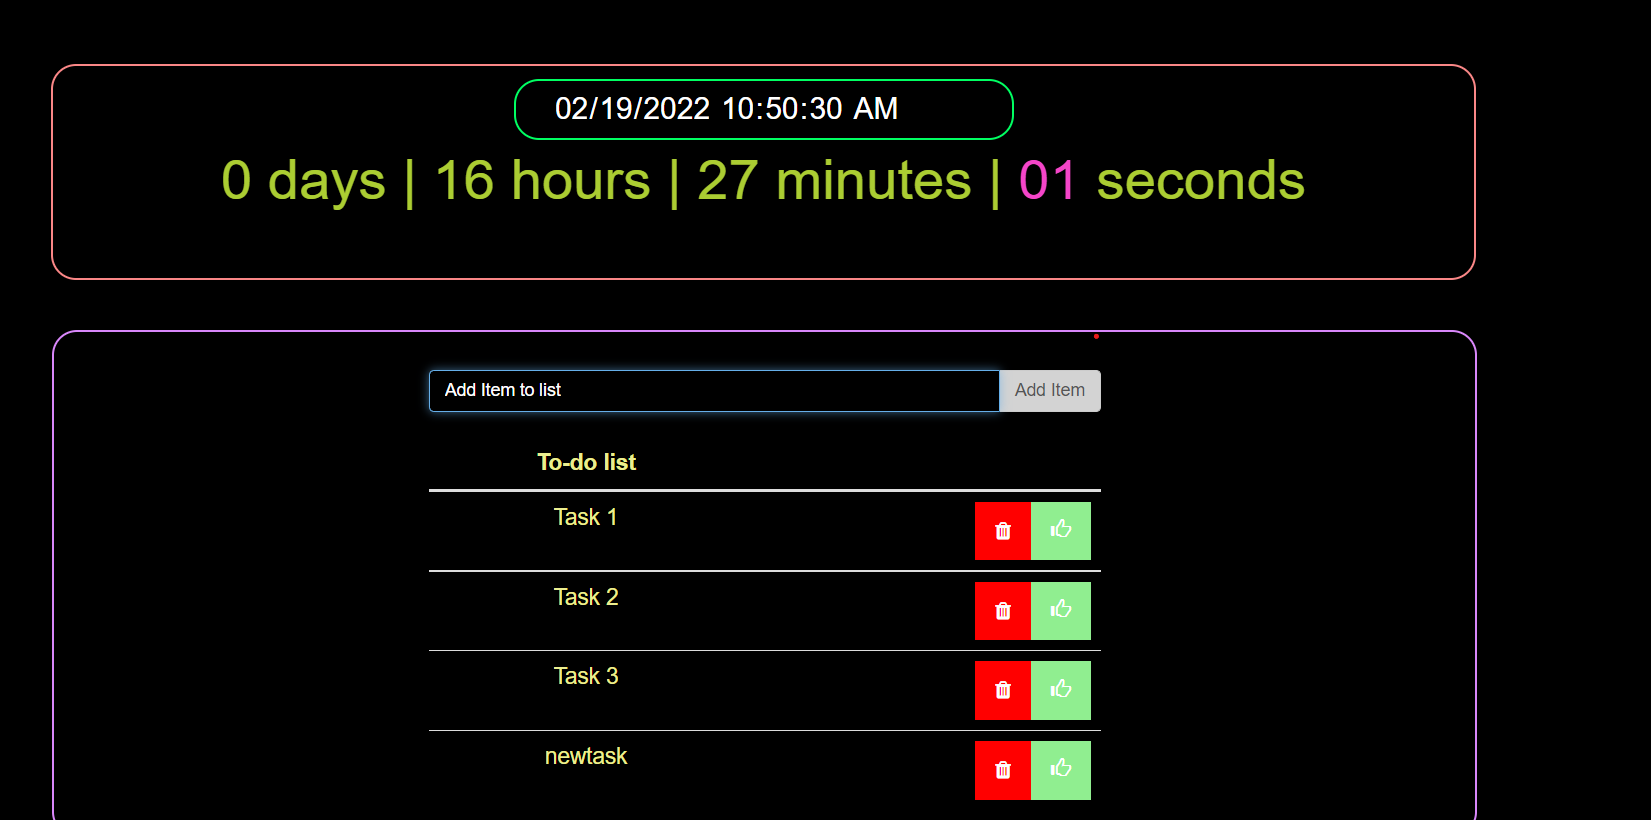 02/19/2022 10:50:30 AM
0 days | 16 hours | 27 minutes | 01 seconds
Add Item to list Add Item
To-do list
Task 1
Task 2
Task 3
newtask